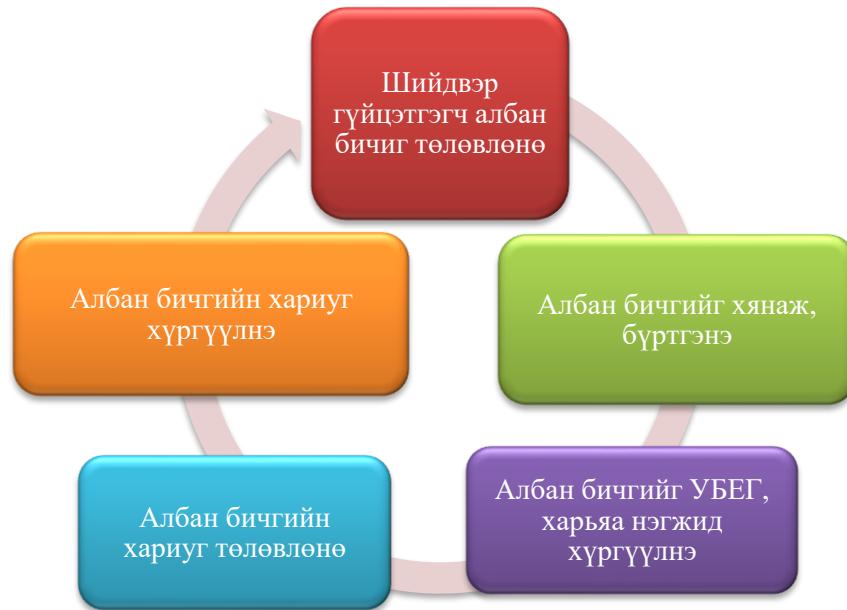 Шийдвэр
гүйцэтгэгч албан
бичиг төлөвлөнө
Албан бичгийг хянаж,
бүртгэнэ
Албан бичгийг УБЕГ,
харьяа нэгжид
хүргүүлнэ
Албан бичгийн
хариуг төлөвлөнө
Албан бичгийн хариуг
хүргүүлнэ